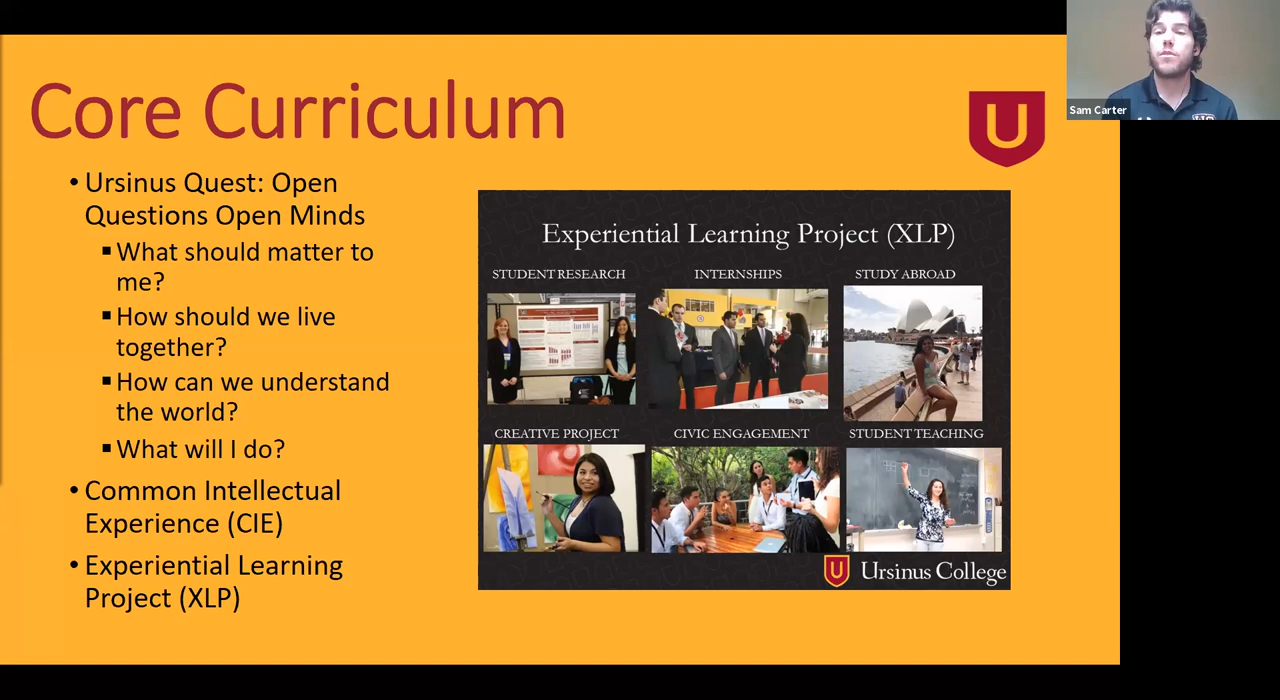 Core Curriculum
Sam Carter
U
• Ursinus Quest: Open
Questions Open Minds
▪ What should matter to
me?
▪ How should we live
together?
▪ How can we understand
the world?
▪ What will I do?
• Common Intellectual
Experience (CIE)
• Experiential Learning
Project (XLP)
Experiential Learning Project (XLP)
STUDENT RESEARCH
INTERNSHIPS
STUDY ABROAD
CREATIVE PROJECT
CIVIC ENGAGEMENT
STUDENT TEACHING
U Ursinus College